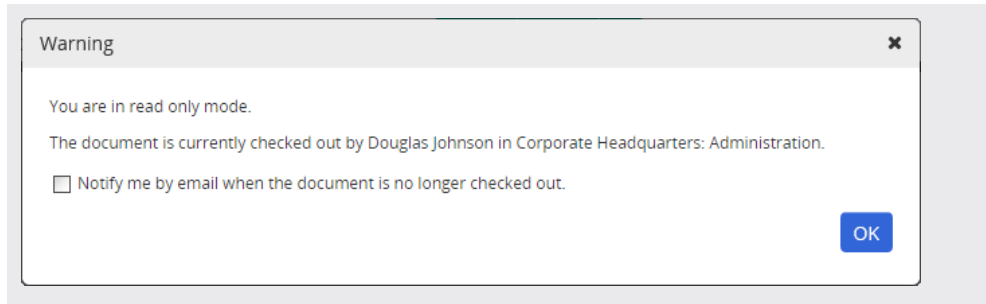 Warning
You are in read only mode.
The document is currently checked out by Douglas Johnson in Corporate Headquarters: Administration.
Notify me by email when the document is no longer checked out.
OK